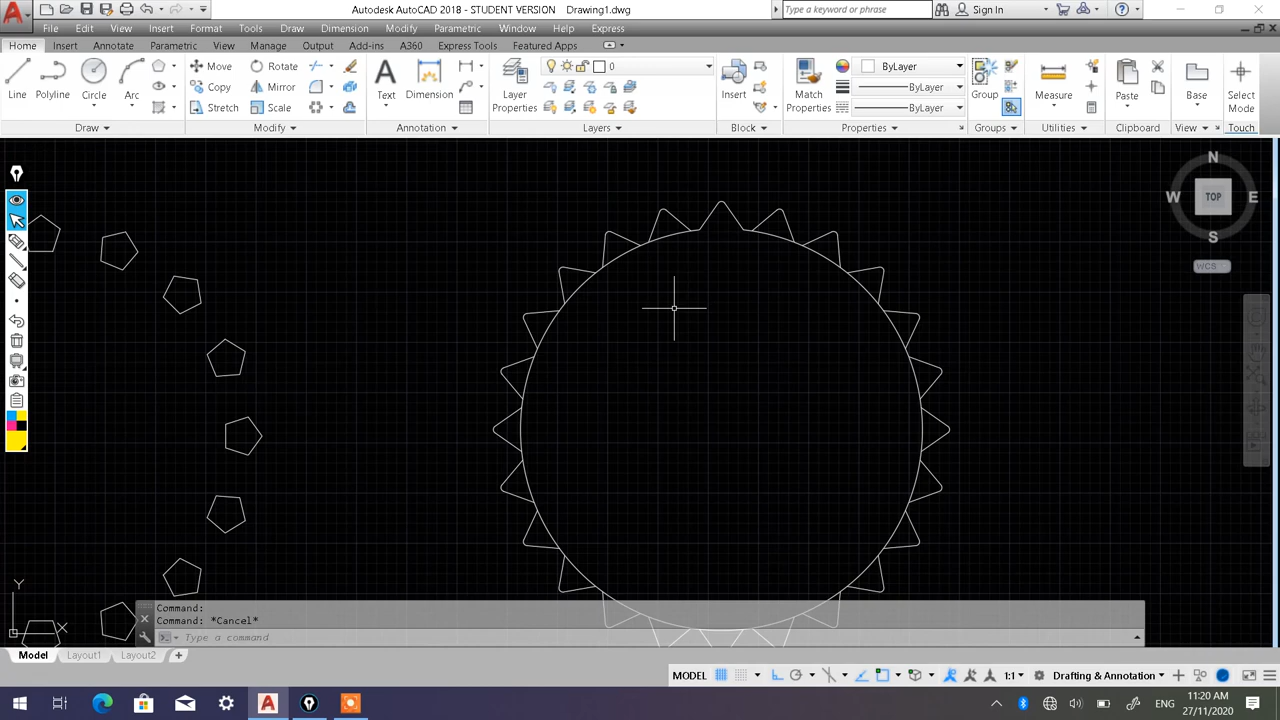 Autodesk AutoCAD 2018 - STUDENT VERSION Drawing1.dwg
Type a keyword or phrase
Sign In
File Edit View Insert Format Tools Draw Dimension Modify Parametric Window Help Express
Home Insert Annotate Parametric View Manage Output Add-ins A360 Express Tools Featured Apps
Line Polyline Circle Arc
Move Rotate
Copy Mirror
Stretch Scale
Text Dimension
Layer Properties
0
Insert
Match Properties
ByLayer
ByLayer
ByLayer
Group
Measure
Paste
Base
Select Mode
Draw Modify Annotation Layers Block Properties Groups Utilities Clipboard View Touch
N
W TOP E
S
WCS
Y
X
Command:
Command: *Cancel*
Type a command
Model Layout1 Layout2
MODEL 1:1 Drafting & Annotation
ENG
11:20 AM
27/11/2020